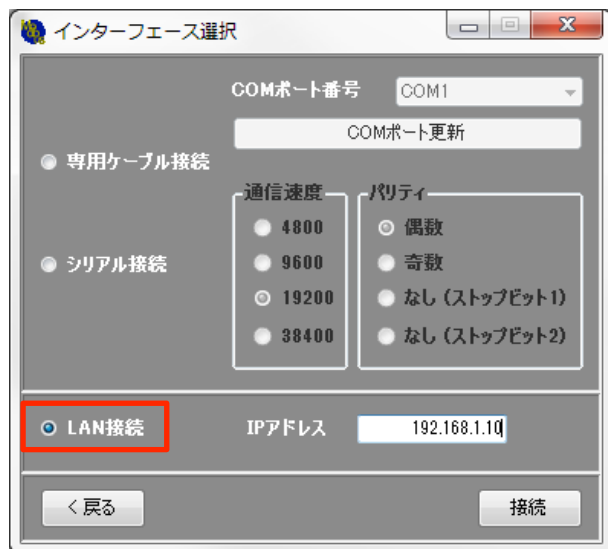 インターフェース選択
COMポート番号 COM1
COMポート更新
専用ケーブル接続
シリアル接続
通信速度
4800
9600
19200
38400
パリティ
偶数
奇数
なし (ストップビット1)
なし (ストップビット2)
LAN接続 IPアドレス 192.168.1.10
< 戻る 接続